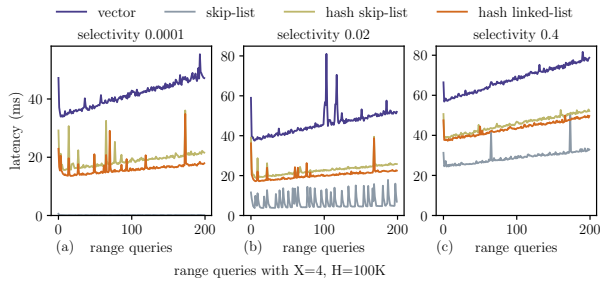 vector skip-list hash skip-list hash linked-list
selectivity 0.0001 selectivity 0.02 selectivity 0.4
latency (ms)
40
20
0
80
60
40
20
0
80
60
40
20
0
0 100 200 0 100 200 0 100 200
(a) range queries (b) range queries (c) range queries
range queries with X=4, H=100K